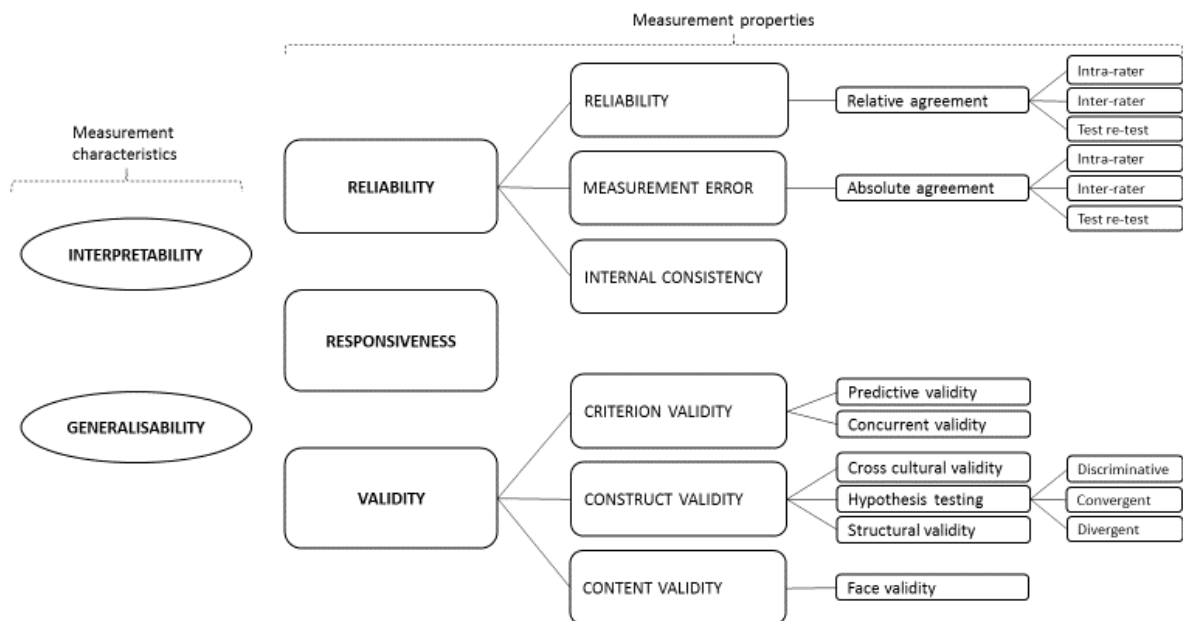 Measurement properties
Measurement
characteristics
INTERPRETABILITY
GENERALISABILITY
RELIABILITY
RESPONSIVENESS
VALIDITY
RELIABILITY
MEASUREMENT ERROR
INTERNAL CONSISTENCY
CRITERION VALIDITY
CONSTRUCT VALIDITY
CONTENT VALIDITY
Relative agreement
Absolute agreement
Predictive validity
Concurrent validity
Cross cultural validity
Hypothesis testing
Structural validity
Face validity
Intra-rater
Inter-rater
Test re-test
Intra-rater
Inter-rater
Test re-test
Discriminative
Convergent
Divergent